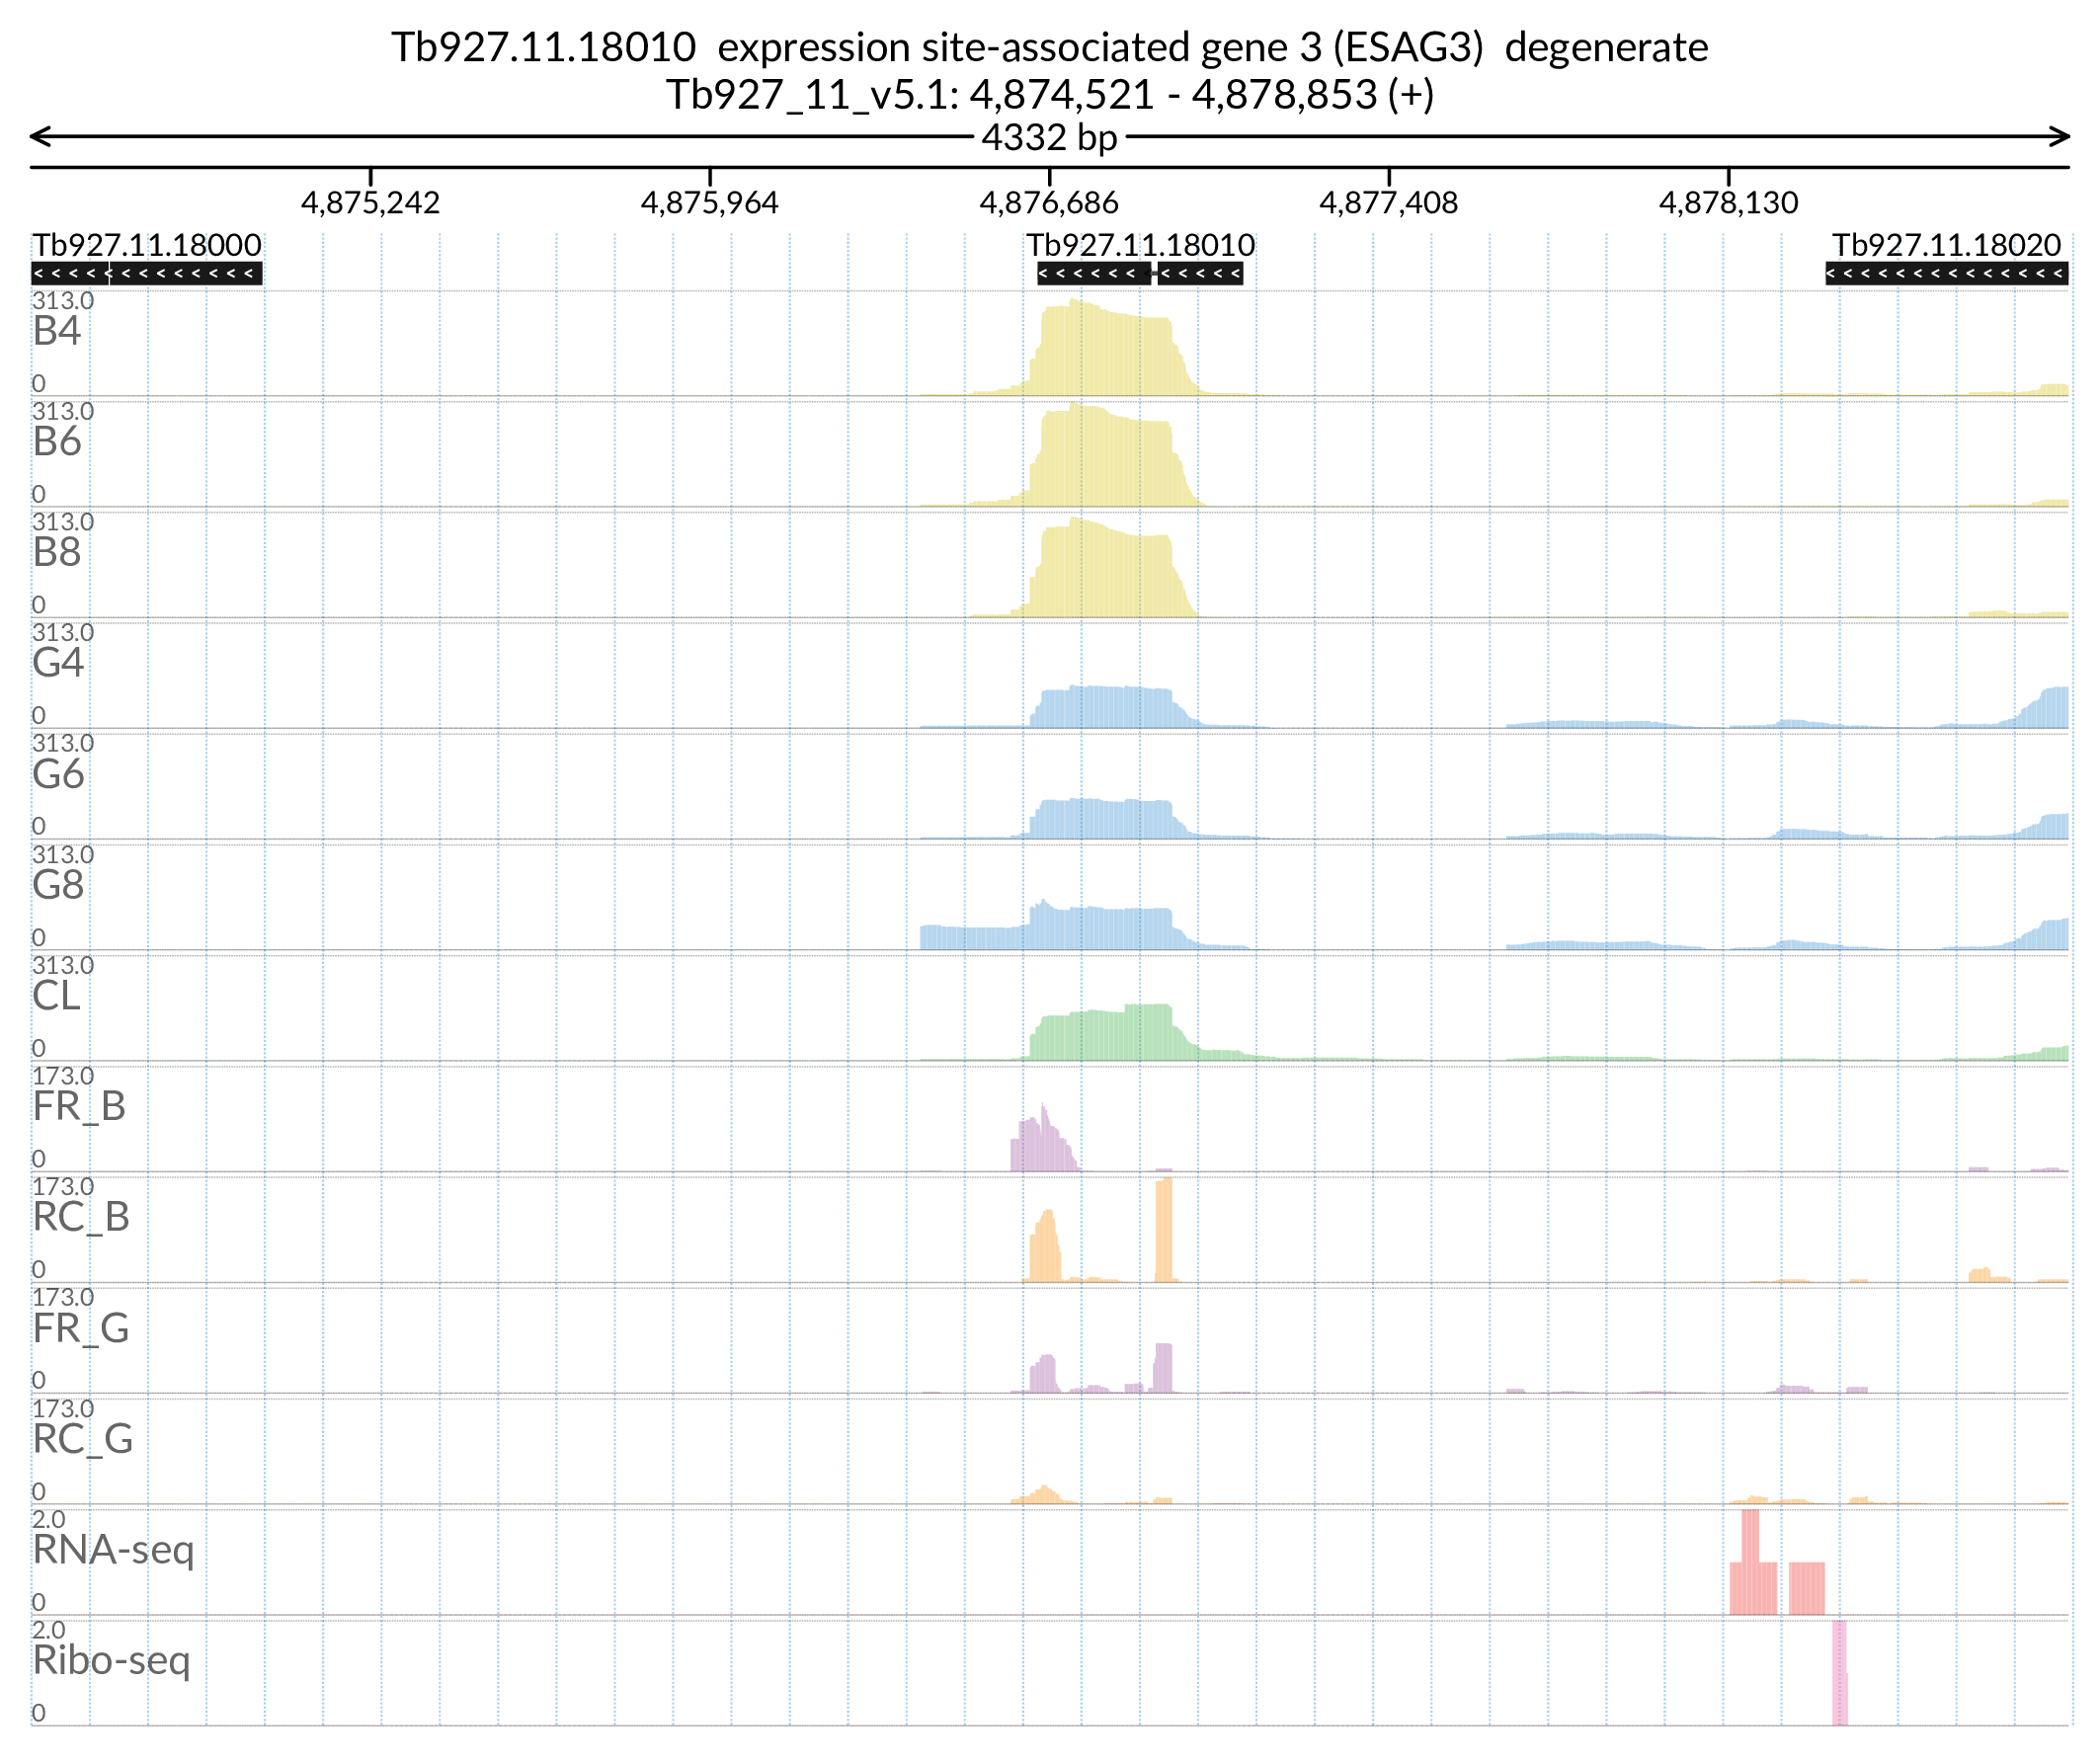 Tb927.11.18010 expression site-associated gene 3 (ESAG3) degenerate
Tb927_11_v5.1: 4,874,521 - 4,878,853 (+)
4332 bp
4,875,242 4,875,964 4,876,686 4,877,408 4,878,130
Tb927.11.18000 Tb927.11.18010 Tb927.11.18020
313.0
B4
0
313.0
B6
0
313.0
B8
0
313.0
G4
0
313.0
G6
0
313.0
G8
0
313.0
CL
0
173.0
FR_B
0
173.0
RC_B
0
173.0
FR_G
0
173.0
RC_G
0
2.0
RNA-seq
0
2.0
Ribo-seq
0